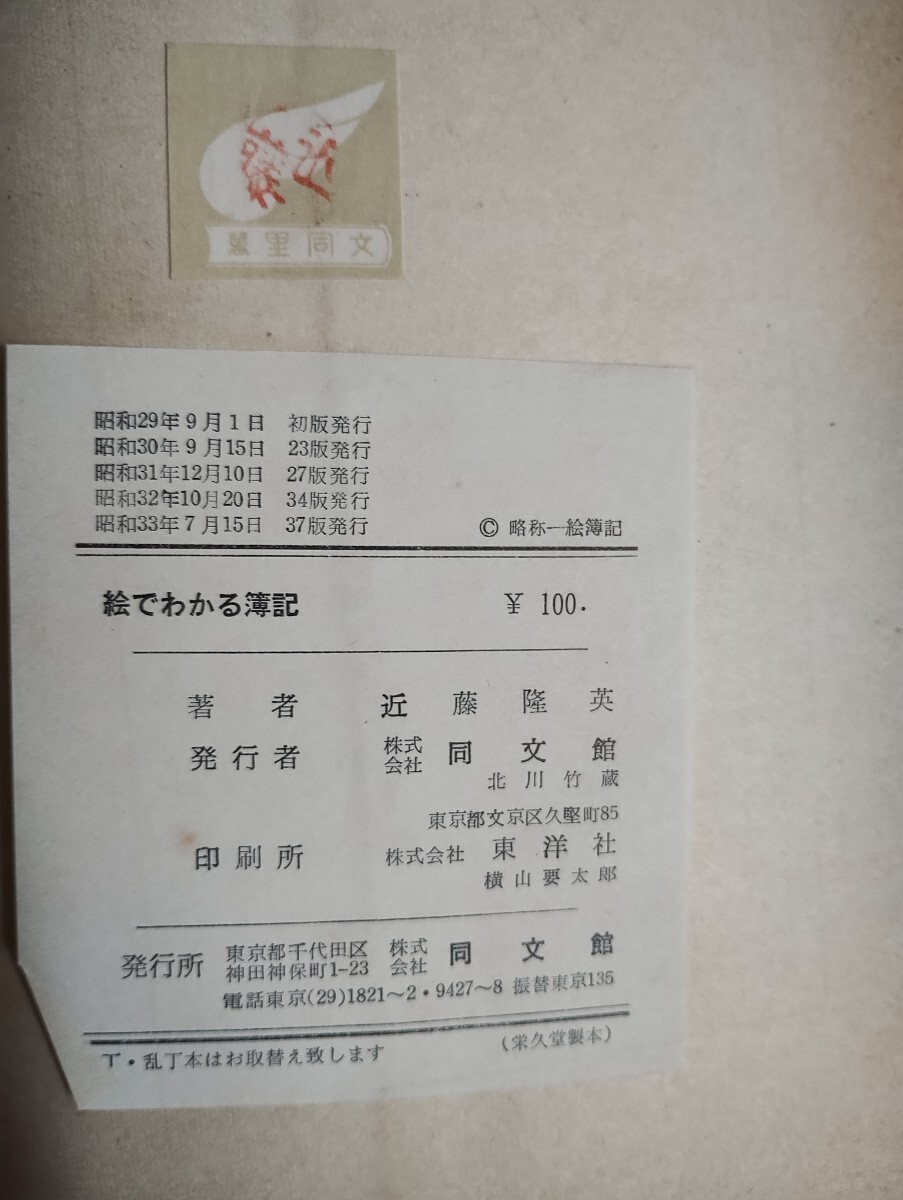 近藤
萬里同文
昭和29年9月1日 初版発行
昭和30年9月15日 23版発行
昭和31年12月10日 27版発行
昭和32年10月20日 34版発行
昭和33年7月15日 37版発行
© 略称―絵簿記
絵でわかる簿記 ¥ 100.
著者 近藤隆英
発行者 株式会社 同文館
北川竹蔵
東京都文京区久堅町85
印刷所 株式会社 東洋社
横山要太郎
発行所 東京都千代田区神田神保町1-23 株式会社 同文館
電話東京(29)1821~2・9427~8 振替東京135
(栄久堂製本)
丁・乱丁本はお取替え致します